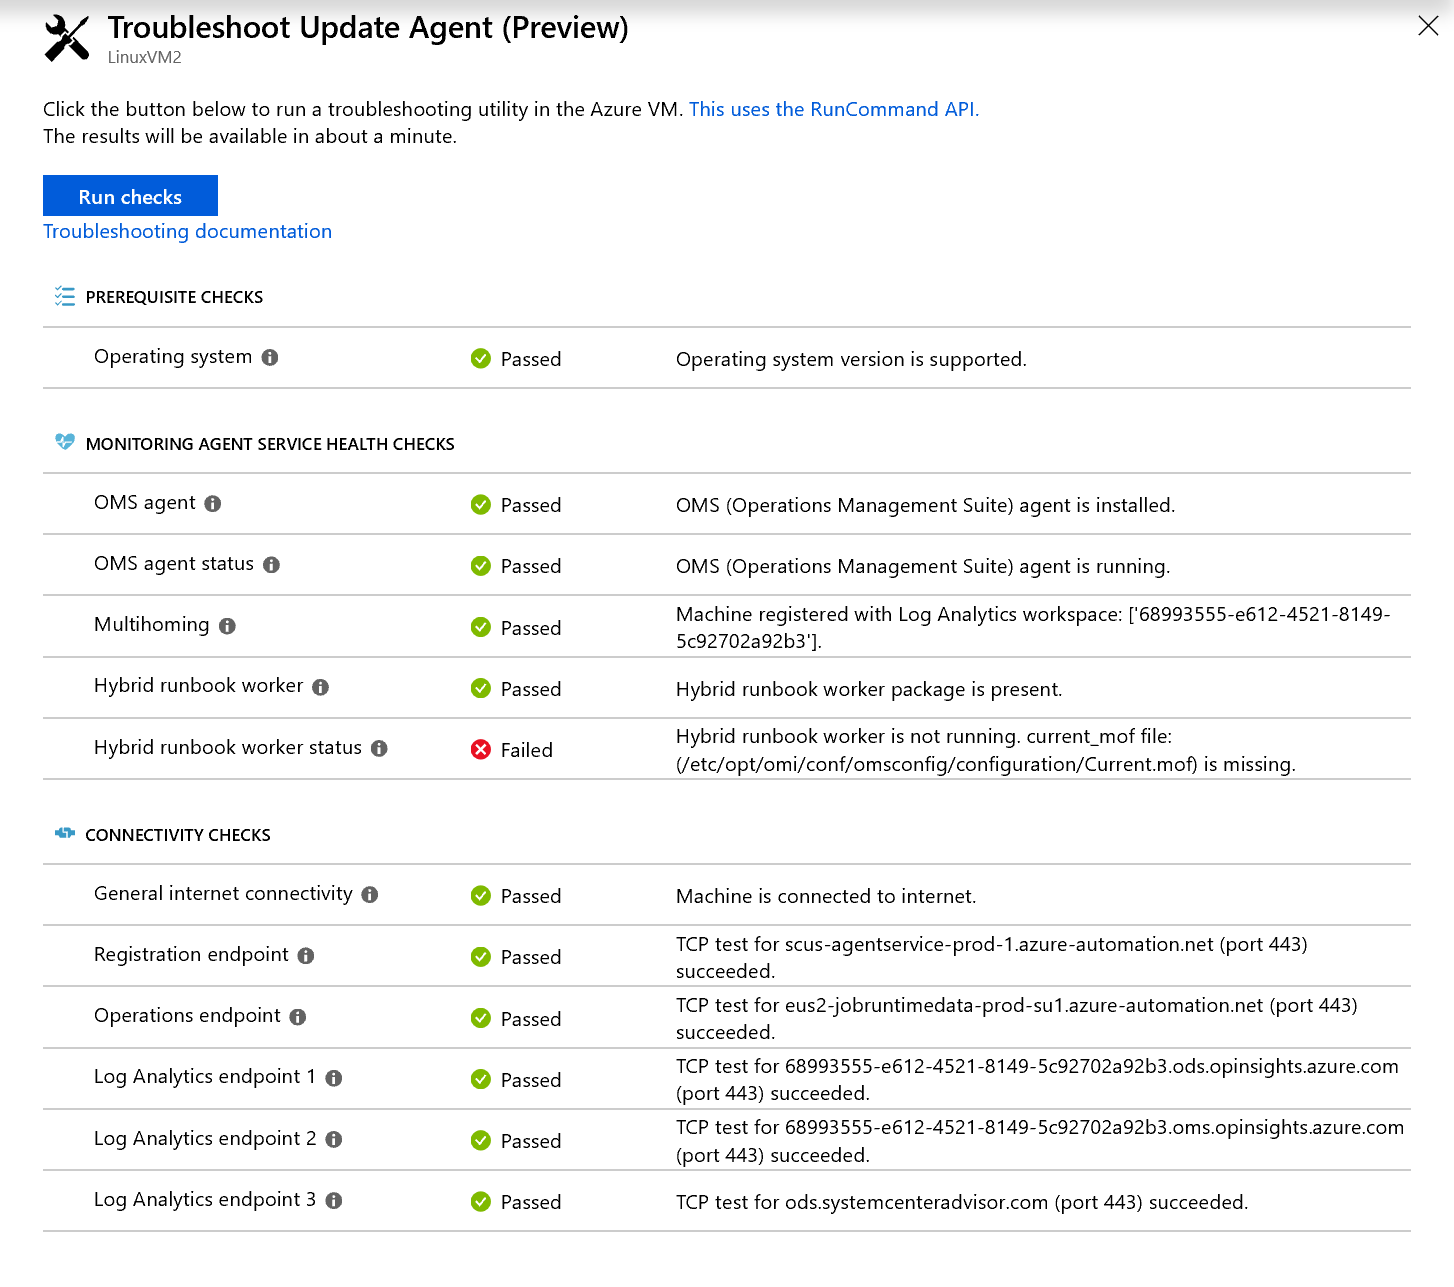 Troubleshoot Update Agent (Preview)
LinuxVM2
Click the button below to run a troubleshooting utility in the Azure VM. This uses the RunCommand API.
The results will be available in about a minute.
Run checks
Troubleshooting documentation
PREREQUISITE CHECKS
Operating system Passed Operating system version is supported.
MONITORING AGENT SERVICE HEALTH CHECKS
OMS agent Passed OMS (Operations Management Suite) agent is installed.
OMS agent status Passed OMS (Operations Management Suite) agent is running.
Multihoming Passed Machine registered with Log Analytics workspace: ['68993555-e612-4521-8149-
5c92702a92b3'].
Hybrid runbook worker Passed Hybrid runbook worker package is present.
Hybrid runbook worker status Failed Hybrid runbook worker is not running. current_mof file:
(/etc/opt/omi/conf/omsconfig/configuration/Current.mof) is missing.
CONNECTIVITY CHECKS
General internet connectivity Passed Machine is connected to internet.
Registration endpoint Passed TCP test for scus-agentservice-prod-1.azure-automation.net (port 443)
succeeded.
Operations endpoint Passed TCP test for eus2-jobruntimedata-prod-su1.azure-automation.net (port 443)
succeeded.
Log Analytics endpoint 1 Passed TCP test for 68993555-e612-4521-8149-5c92702a92b3.ods.opinsights.azure.com
(port 443) succeeded.
Log Analytics endpoint 2 Passed TCP test for 68993555-e612-4521-8149-5c92702a92b3.oms.opinsights.azure.com
(port 443) succeeded.
Log Analytics endpoint 3 Passed TCP test for ods.systemcenteradvisor.com (port 443) succeeded.